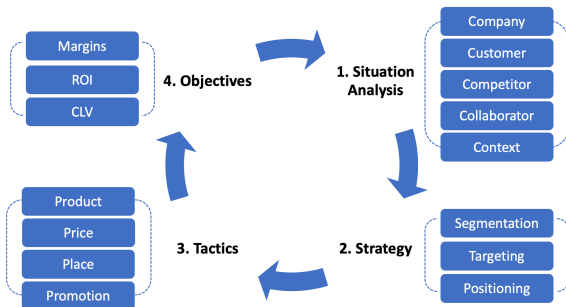 1. Situation
Analysis
Company
Customer
Competitor
Collaborator
Context
2. Strategy
Segmentation
Targeting
Positioning
3. Tactics
Product
Price
Place
Promotion
4. Objectives
Margins
ROI
CLV